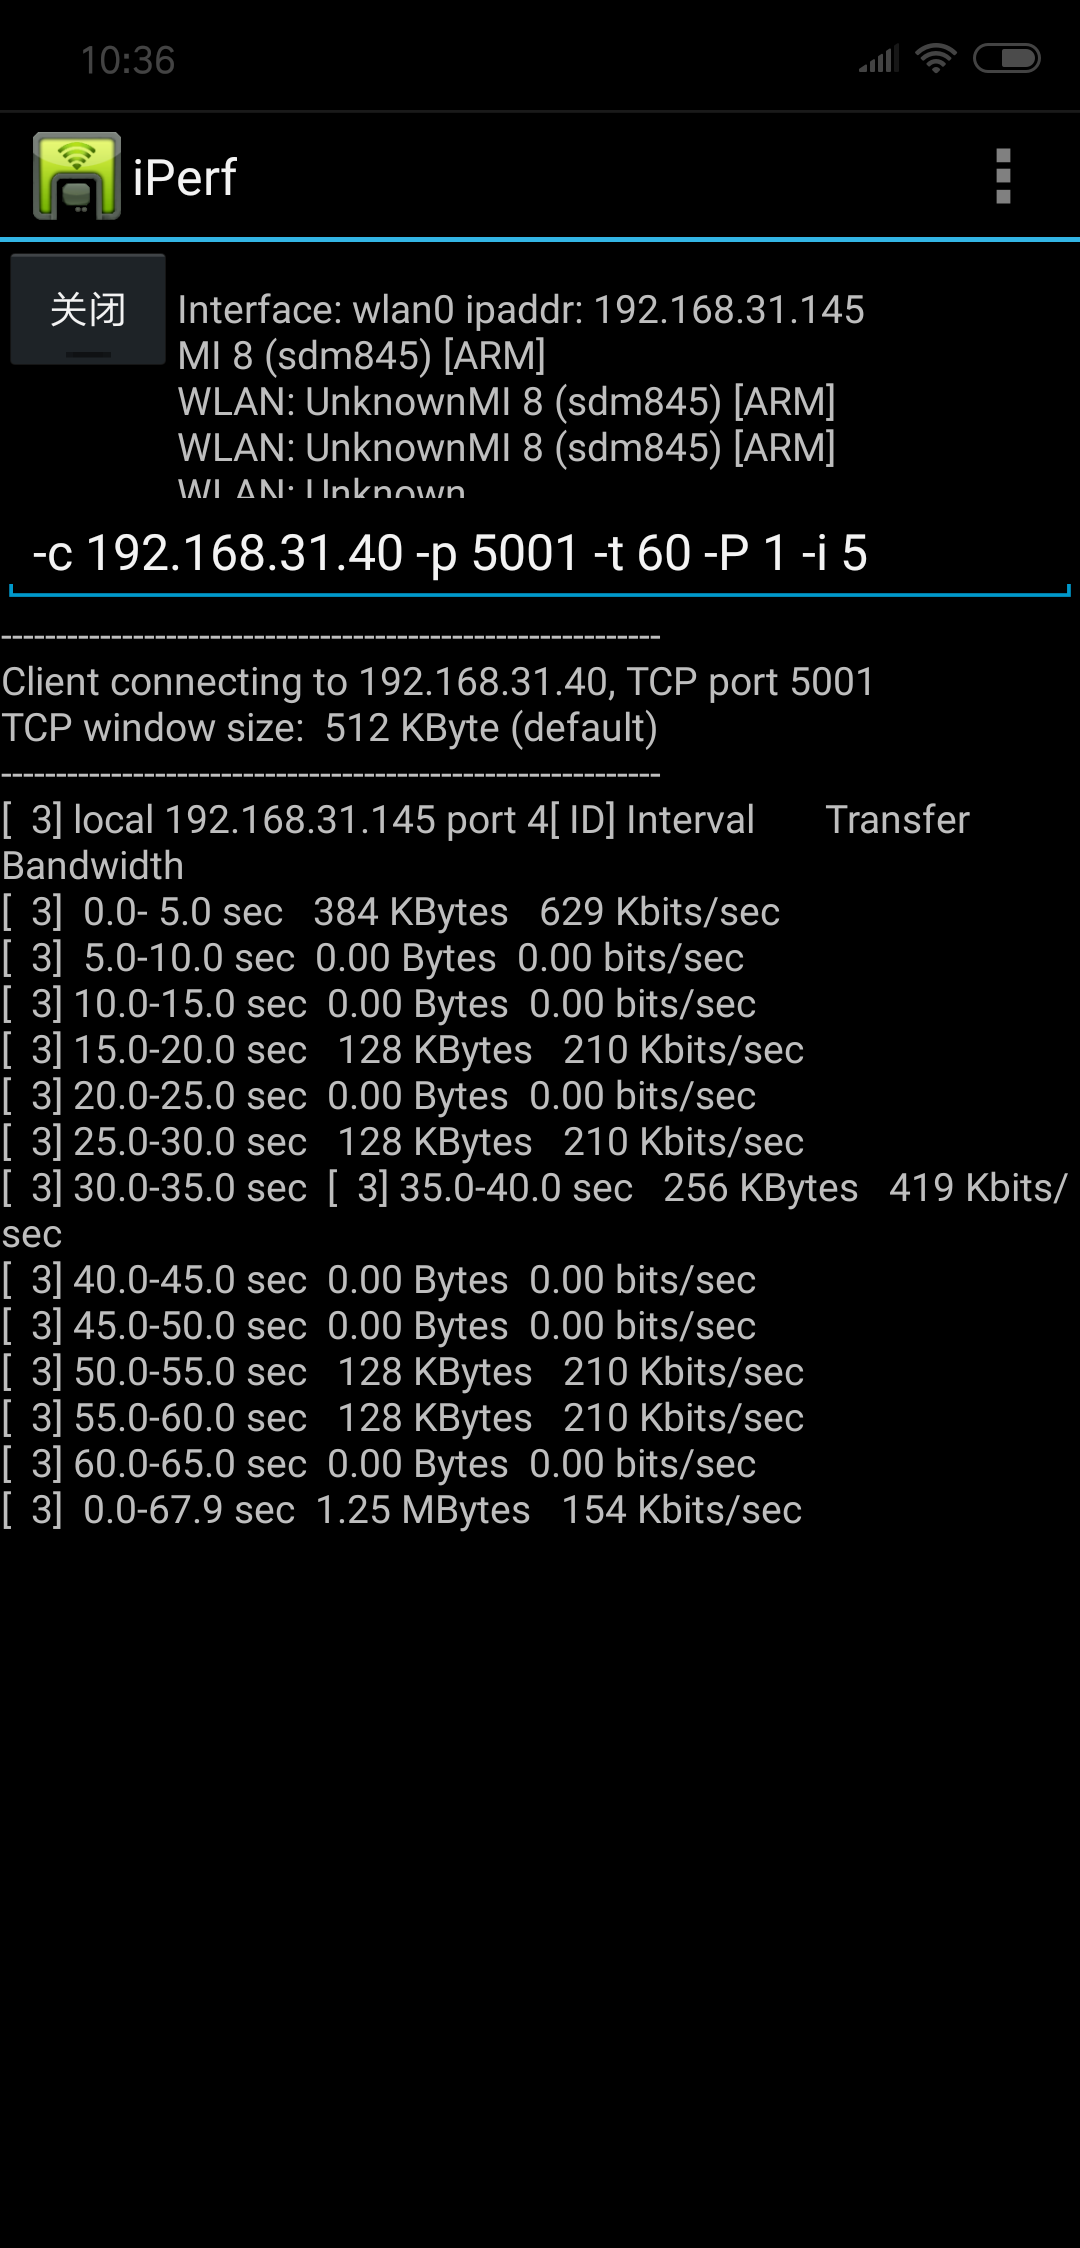 10:36
iPerf
关闭
Interface: wlan0 ipaddr: 192.168.31.145
MI 8 (sdm845) [ARM]
WLAN: UnknownMI 8 (sdm845) [ARM]
WLAN: UnknownMI 8 (sdm845) [ARM]
WLAN: Unknown
-c 192.168.31.40 -p 5001 -t 60 -P 1 -i 5
------------------------------------------------------------
Client connecting to 192.168.31.40, TCP port 5001
TCP window size:  512 KByte (default)
------------------------------------------------------------
[  3] local 192.168.31.145 port 4[ ID] Interval       Transfer
Bandwidth
[  3]  0.0- 5.0 sec   384 KBytes   629 Kbits/sec
[  3]  5.0-10.0 sec  0.00 Bytes  0.00 bits/sec
[  3] 10.0-15.0 sec  0.00 Bytes  0.00 bits/sec
[  3] 15.0-20.0 sec   128 KBytes   210 Kbits/sec
[  3] 20.0-25.0 sec  0.00 Bytes  0.00 bits/sec
[  3] 25.0-30.0 sec   128 KBytes   210 Kbits/sec
[  3] 30.0-35.0 sec  [  3] 35.0-40.0 sec   256 KBytes   419 Kbits/
sec
[  3] 40.0-45.0 sec  0.00 Bytes  0.00 bits/sec
[  3] 45.0-50.0 sec  0.00 Bytes  0.00 bits/sec
[  3] 50.0-55.0 sec   128 KBytes   210 Kbits/sec
[  3] 55.0-60.0 sec   128 KBytes   210 Kbits/sec
[  3] 60.0-65.0 sec  0.00 Bytes  0.00 bits/sec
[  3]  0.0-67.9 sec  1.25 MBytes   154 Kbits/sec